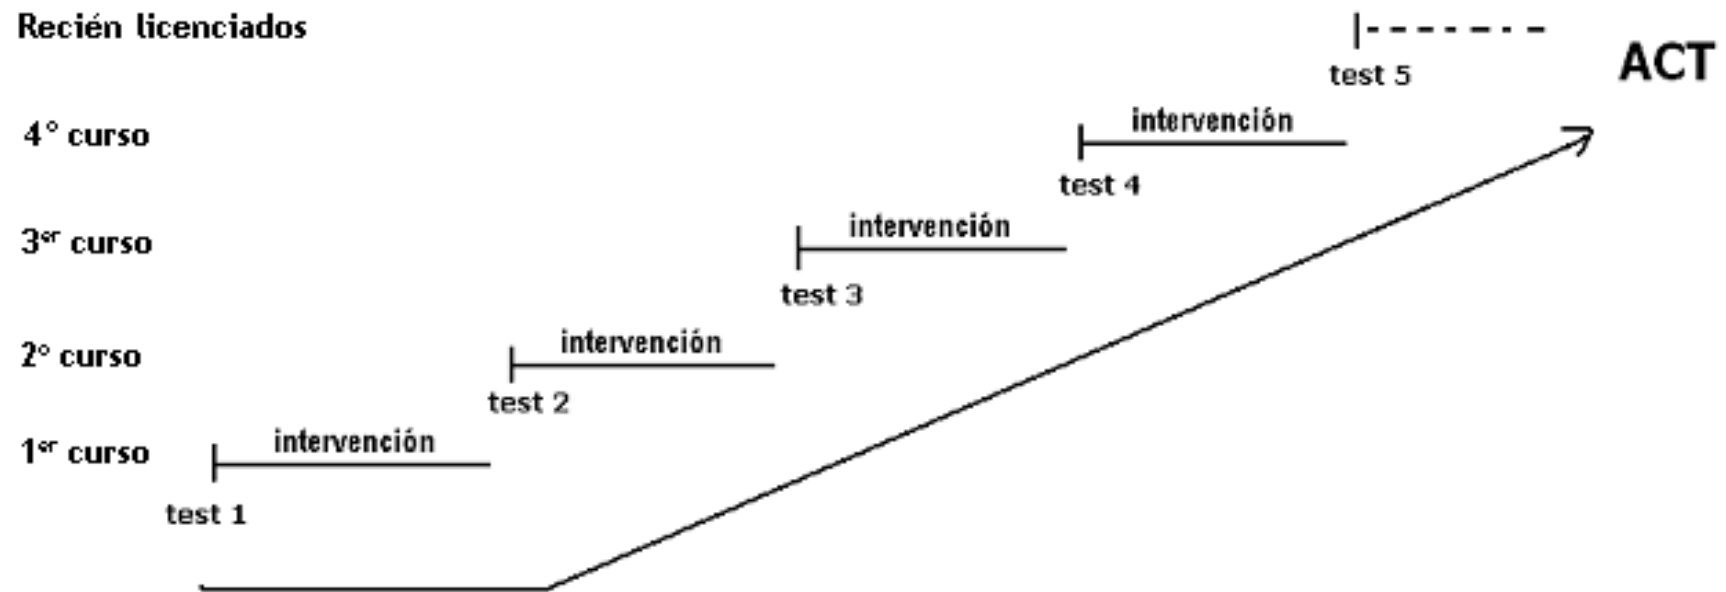 Recién licenciados
test 5
ACT
4° curso
intervención
test 4
3er curso
intervención
test 3
2° curso
intervención
test 2
1er curso
intervención
test 1